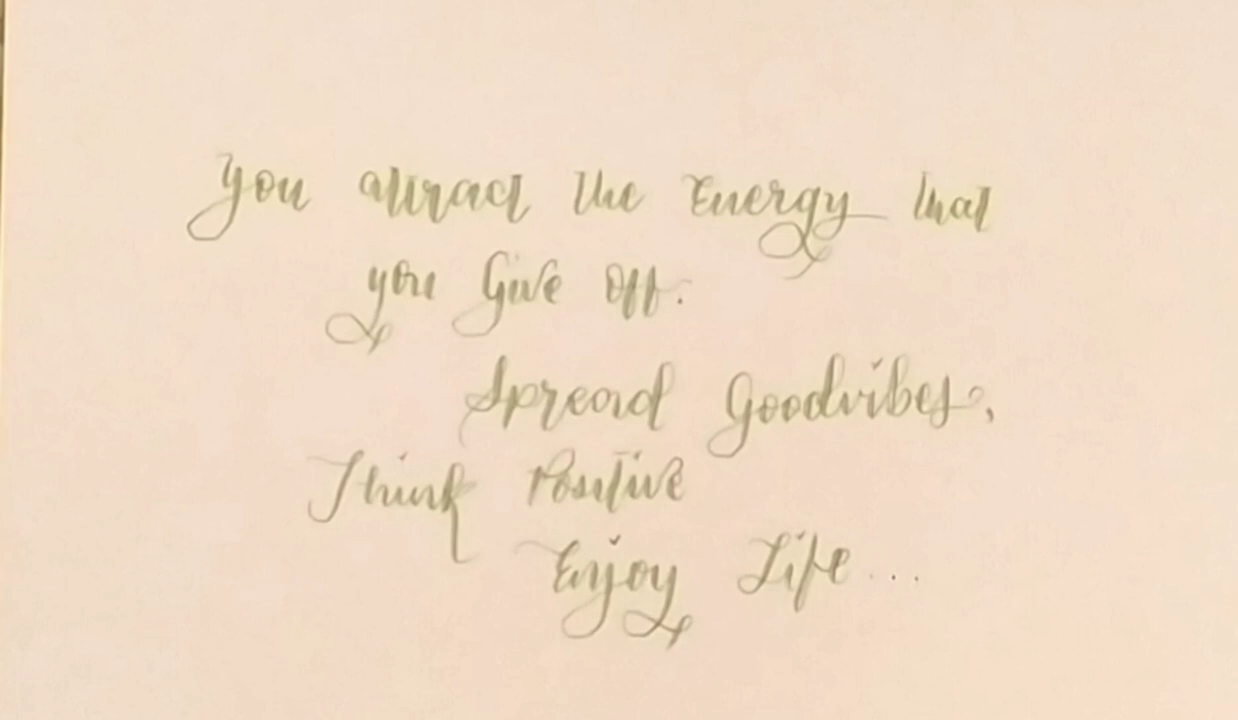 You attract the Energy that
you Give off.
Spread Goodvibes,
Think Positive
Enjoy Life...